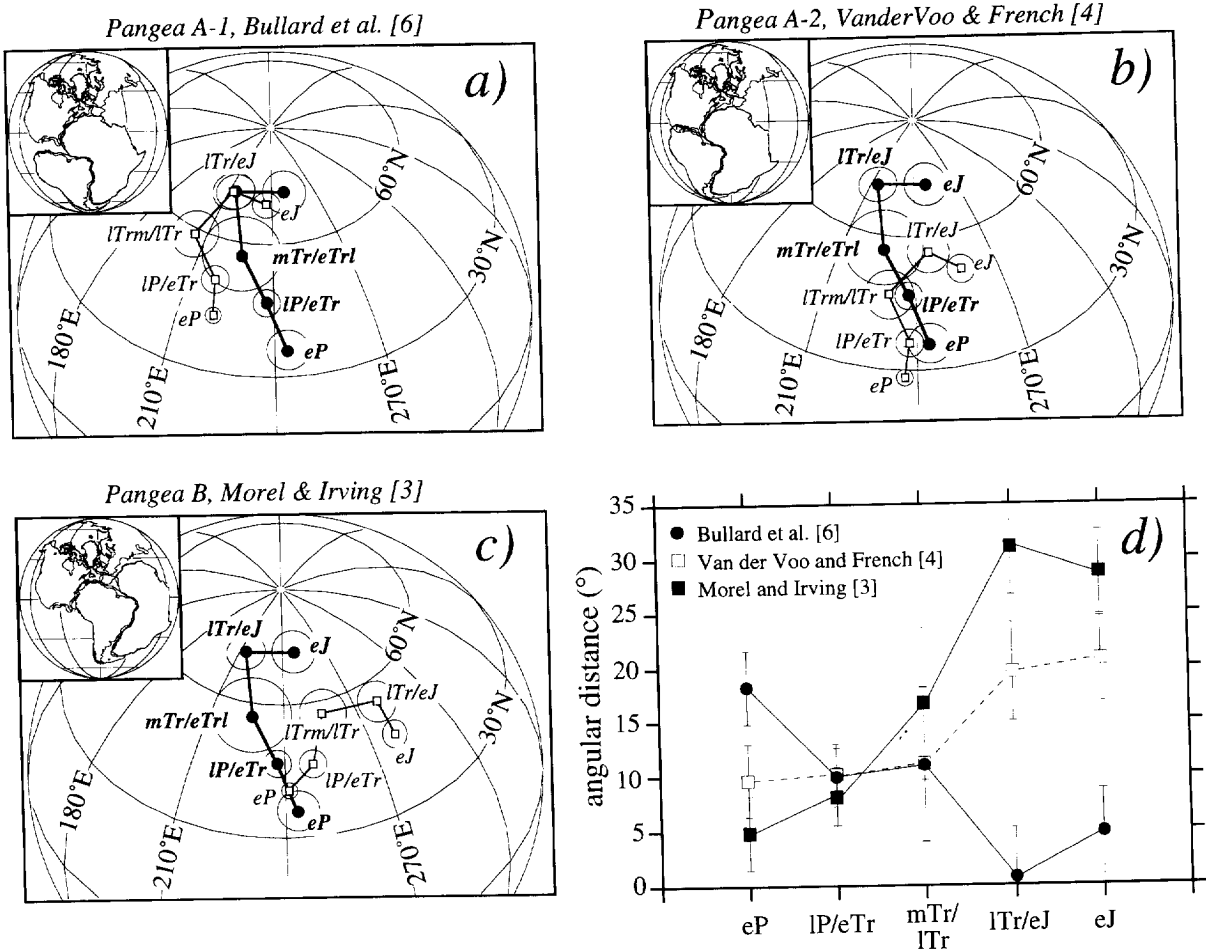 Pangea A-1, Bullard et al. [6]
a)
lTr/eJ
eJ
lTrm/lTr
mTr/eTrl
lP/eTr
lP/eTr
eP
eP
60°N
30°N
180°E
210°E
270°E
Pangea A-2, VanderVoo & French [4]
b)
lTr/eJ
eJ
lTr/eJ
mTr/eTrl
eJ
lTrm/lTr
lP/eTr
lP/eTr
eP
eP
60°N
30°N
180°E
210°E
270°E
Pangea B, Morel & Irving [3]
c)
lTr/eJ
eJ
lTr/eJ
mTr/eTrl
lTrm/lTr
eJ
lP/eTr
lP/eTr
eP
eP
60°N
30°N
180°E
210°E
270°E
d)
Bullard et al. [6]
Van der Voo and French [4]
Morel and Irving [3]
angular distance (°)
35
30
25
20
15
10
5
0
eP
lP/eTr
mTr/
lTr
lTr/eJ
eJ